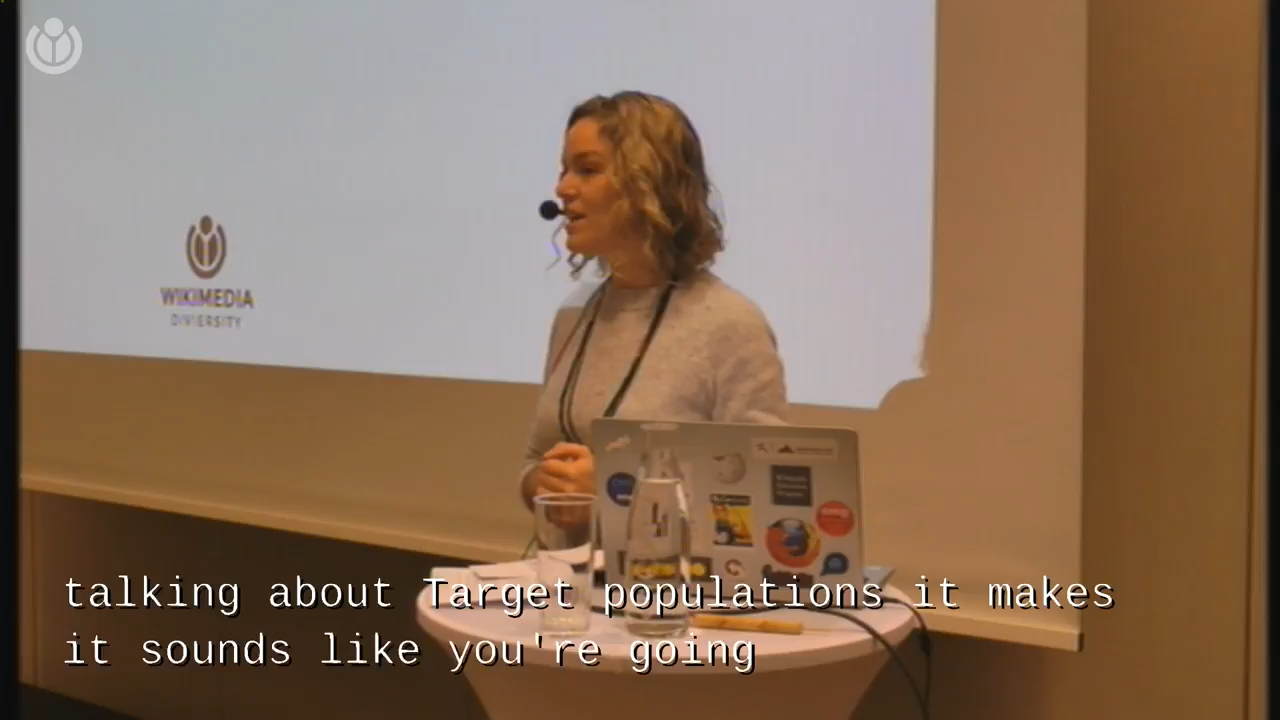 WIKIMEDIA
DIVERSITY
talking about Target populations it makes
it sounds like you're going